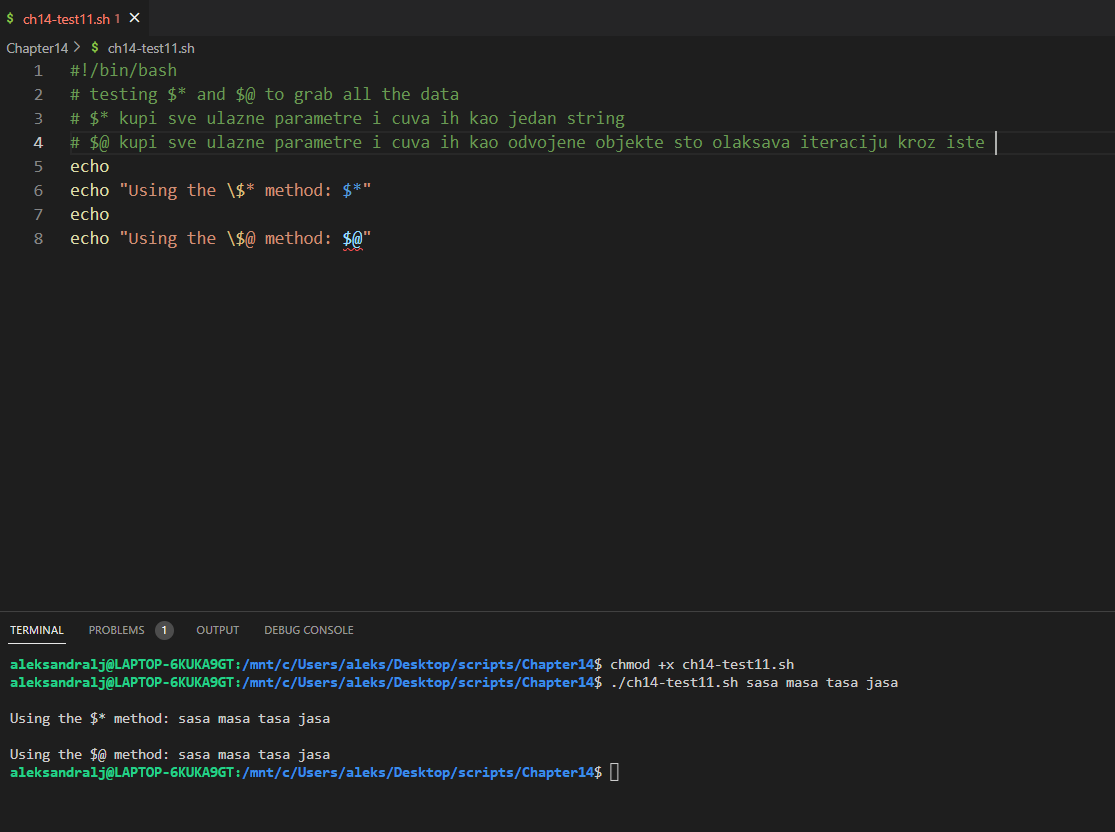 $ ch14-test11.sh 1 ×
Chapter14 > $ ch14-test11.sh
1 #!/bin/bash
2 # testing $* and $@ to grab all the data
3 # $* kupi sve ulazne parametre i cuva ih kao jedan string
4 # $@ kupi sve ulazne parametre i cuva ih kao odvojene objekte sto olaksava iteraciju kroz iste
5 echo
6 echo "Using the \$* method: $*"
7 echo
8 echo "Using the \$@ method: $@"
TERMINAL PROBLEMS 1 OUTPUT DEBUG CONSOLE
aleksandralj@LAPTOP-6KUKA9GT:/mnt/c/Users/aleks/Desktop/scripts/Chapter14$ chmod +x ch14-test11.sh
aleksandralj@LAPTOP-6KUKA9GT:/mnt/c/Users/aleks/Desktop/scripts/Chapter14$ ./ch14-test11.sh sasa masa tasa jasa
Using the $* method: sasa masa tasa jasa
Using the $@ method: sasa masa tasa jasa
aleksandralj@LAPTOP-6KUKA9GT:/mnt/c/Users/aleks/Desktop/scripts/Chapter14$